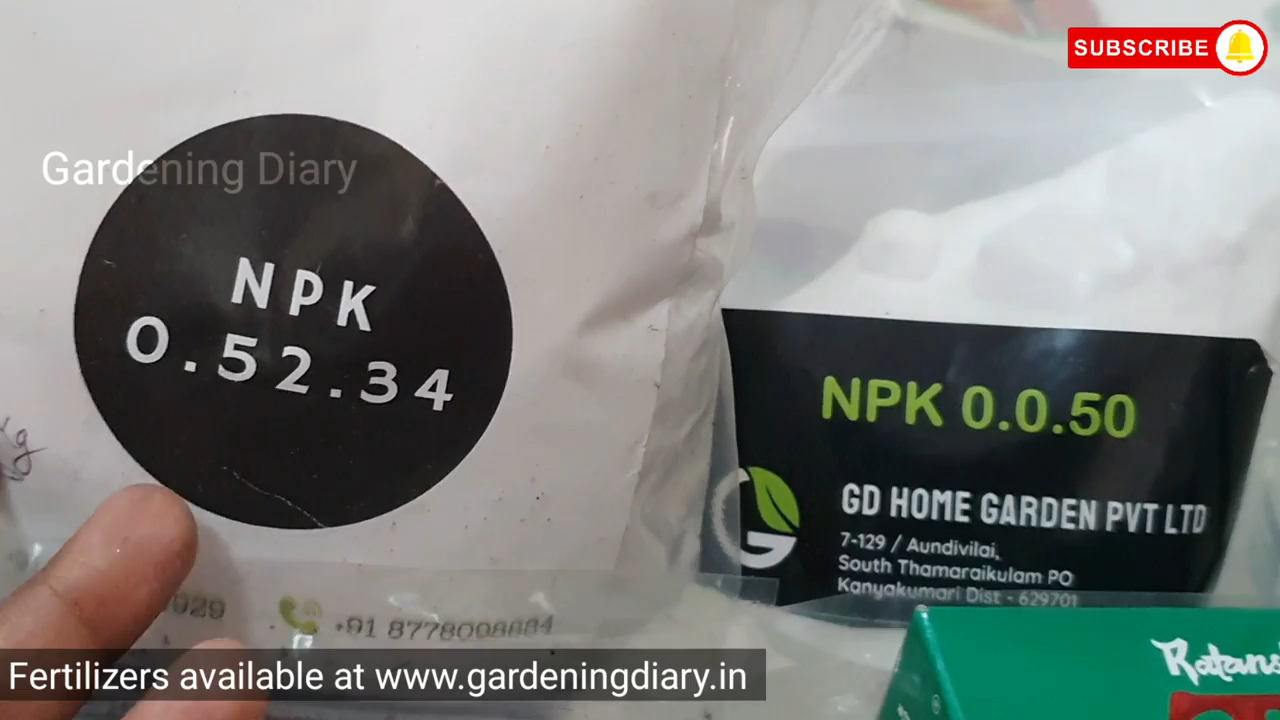 SUBSCRIBE
Gardening Diary
NPK
0.52.34
NPK 0.0.50
GD HOME GARDEN PVT LTD
7-129 / Aundivilai,
South Thamaraikulam PO
Kanyakumari Dist - 629701
Kg
+91 8778008884
Fertilizers available at www.gardeningdiary.in